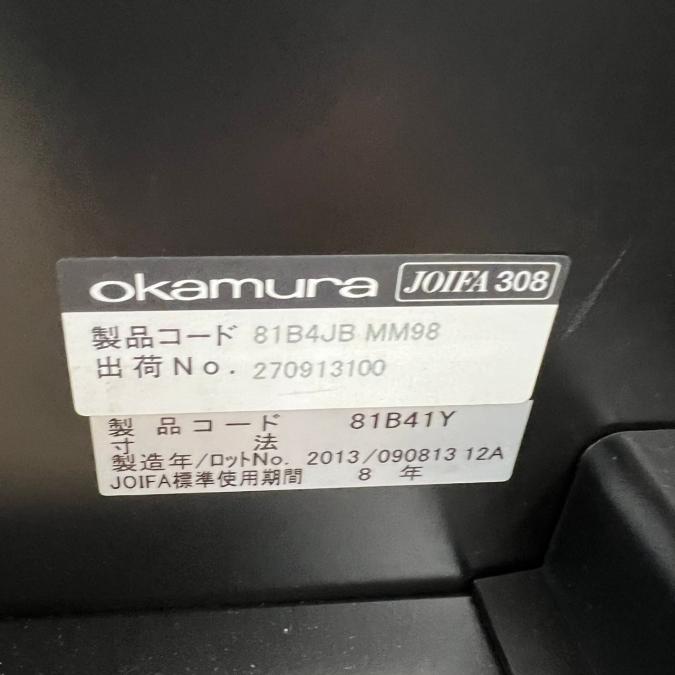 okamura JOIFA 308
製品コード 81B4JB MM98
出荷No. 270913100
製品コード 81B41Y
寸法
製造年/ロットNo. 2013/090813 12A
JOIFA標準使用期間 8 年